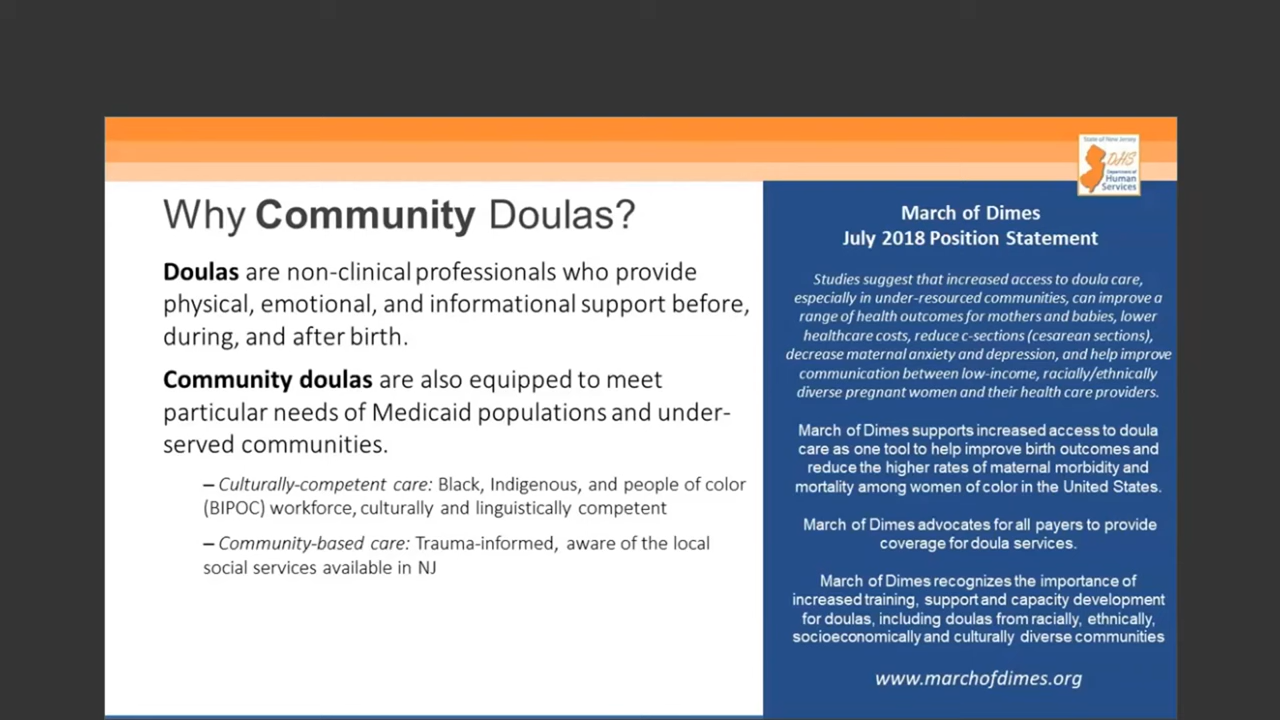 State of New Jersey
DHS
Department of
Human
Services
Why Community Doulas?
Doulas are non-clinical professionals who provide
physical, emotional, and informational support before,
during, and after birth.
Community doulas are also equipped to meet
particular needs of Medicaid populations and under-
served communities.
– Culturally-competent care: Black, Indigenous, and people of color
(BIPOC) workforce, culturally and linguistically competent
– Community-based care: Trauma-informed, aware of the local
social services available in NJ
March of Dimes
July 2018 Position Statement
Studies suggest that increased access to doula care,
especially in under-resourced communities, can improve a
range of health outcomes for mothers and babies, lower
healthcare costs, reduce c-sections (cesarean sections),
decrease maternal anxiety and depression, and help improve
communication between low-income, racially/ethnically
diverse pregnant women and their health care providers.
March of Dimes supports increased access to doula
care as one tool to help improve birth outcomes and
reduce the higher rates of maternal morbidity and
mortality among women of color in the United States.
March of Dimes advocates for all payers to provide
coverage for doula services.
March of Dimes recognizes the importance of
increased training, support and capacity development
for doulas, including doulas from racially, ethnically,
socioeconomically and culturally diverse communities
www.marchofdimes.org